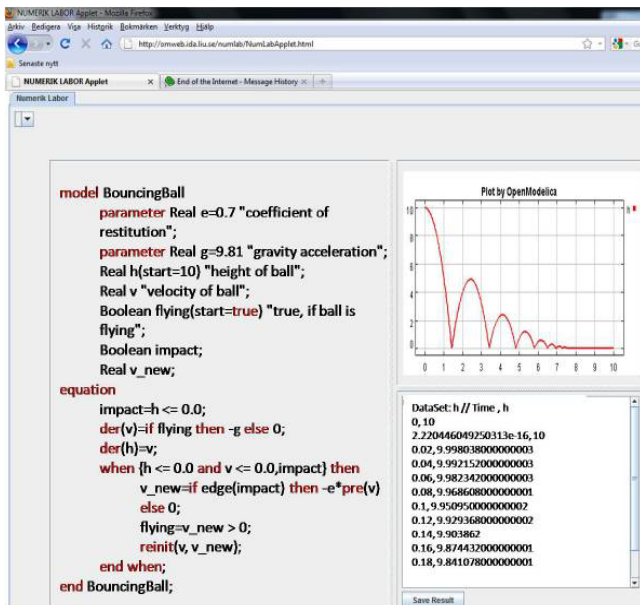 NUMERIK LABOR Applet - Mozilla Firefox
Arkiv Redigera Visa Historik Bokmärken Verktyg Hjälp
http://omweb.ida.liu.se/numlab/NumLabApplet.html
Senaste nytt
NUMERIK LABOR Applet
End of the Internet - Message History
Numerik Labor
model BouncingBall
parameter Real e=0.7 "coefficient of
restitution";
parameter Real g=9.81 "gravity acceleration";
Real h(start=10) "height of ball";
Real v "velocity of ball";
Boolean flying(start=true) "true, if ball is
flying";
Boolean impact;
Real v_new;
equation
impact=h <= 0.0;
der(v)=if flying then -g else 0;
der(h)=v;
when {h <= 0.0 and v <= 0.0,impact} then
v_new=if edge(impact) then -e*pre(v)
else 0;
flying=v_new > 0;
reinit(v, v_new);
end when;
end BouncingBall;
Plot by OpenModelica
h
10
8
6
4
2
0
0 1 2 3 4 5 6 7 8 9 10
DataSet: h // Time , h
0, 10
2.220446049250313e-16, 10
0.02, 9.998038000000003
0.04, 9.992152000000003
0.06, 9.982342000000003
0.08, 9.968608000000001
0.1, 9.950950000000002
0.12, 9.929368000000002
0.14, 9.903862
0.16, 9.874432000000001
0.18, 9.841078000000001
Save Result